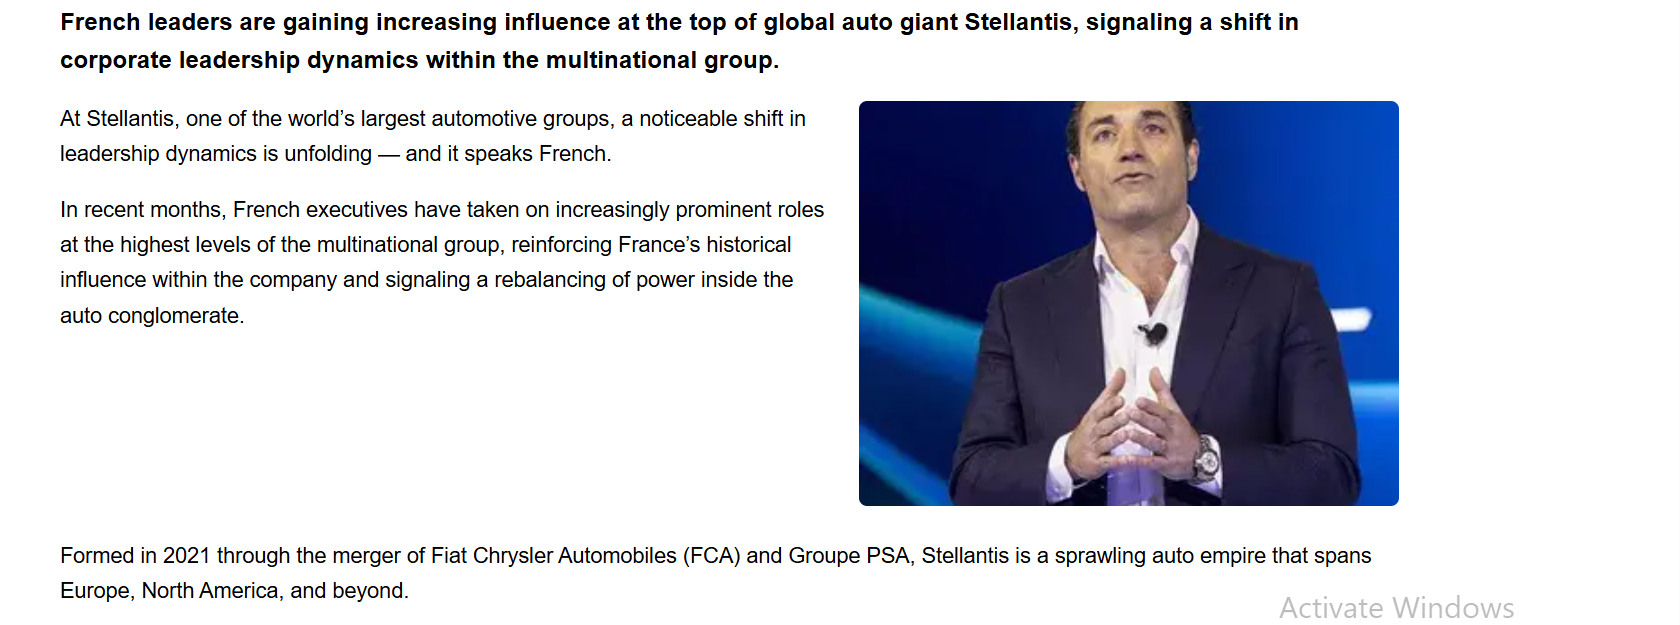 French leaders are gaining increasing influence at the top of global auto giant Stellantis, signaling a shift in
corporate leadership dynamics within the multinational group.
At Stellantis, one of the world’s largest automotive groups, a noticeable shift in
leadership dynamics is unfolding — and it speaks French.
In recent months, French executives have taken on increasingly prominent roles
at the highest levels of the multinational group, reinforcing France’s historical
influence within the company and signaling a rebalancing of power inside the
auto conglomerate.
Formed in 2021 through the merger of Fiat Chrysler Automobiles (FCA) and Groupe PSA, Stellantis is a sprawling auto empire that spans
Europe, North America, and beyond.
Activate Windows